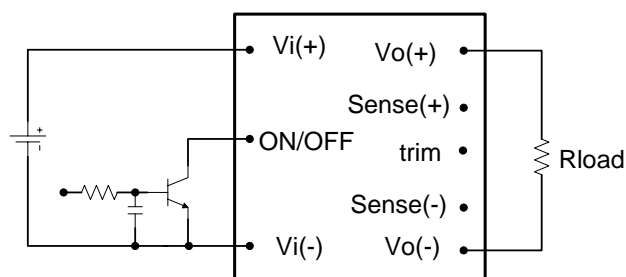 Vi(+)
Vo(+)
Sense(+)
ON/OFF
trim
Rload
Sense(-)
Vi(-)
Vo(-)
+
-